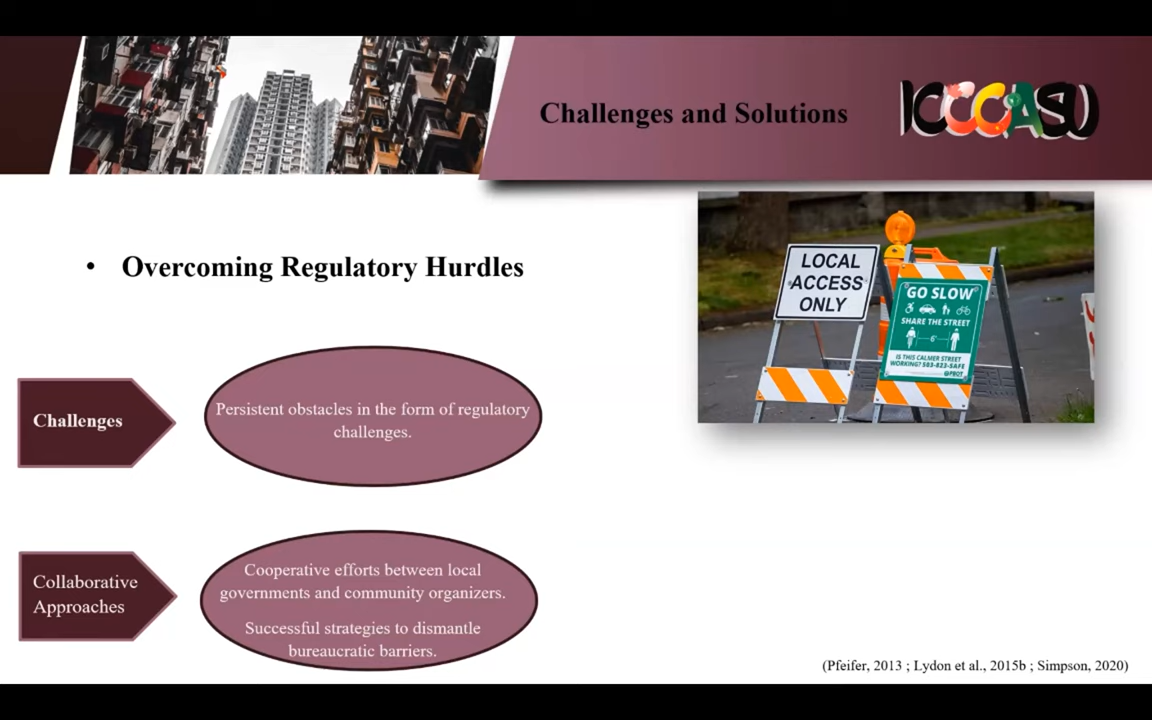 Challenges and Solutions
ICCCASU
• Overcoming Regulatory Hurdles
LOCAL
ACCESS
ONLY
GO SLOW
SHARE THE STREET
6'
IS THIS CALMER STREET
WORKING? 503-823-SAFE
PBOT
Challenges
Persistent obstacles in the form of regulatory
challenges.
Collaborative
Approaches
Cooperative efforts between local
governments and community organizers.
Successful strategies to dismantle
bureaucratic barriers.
(Pfeifer, 2013 ; Lydon et al., 2015b ; Simpson, 2020)